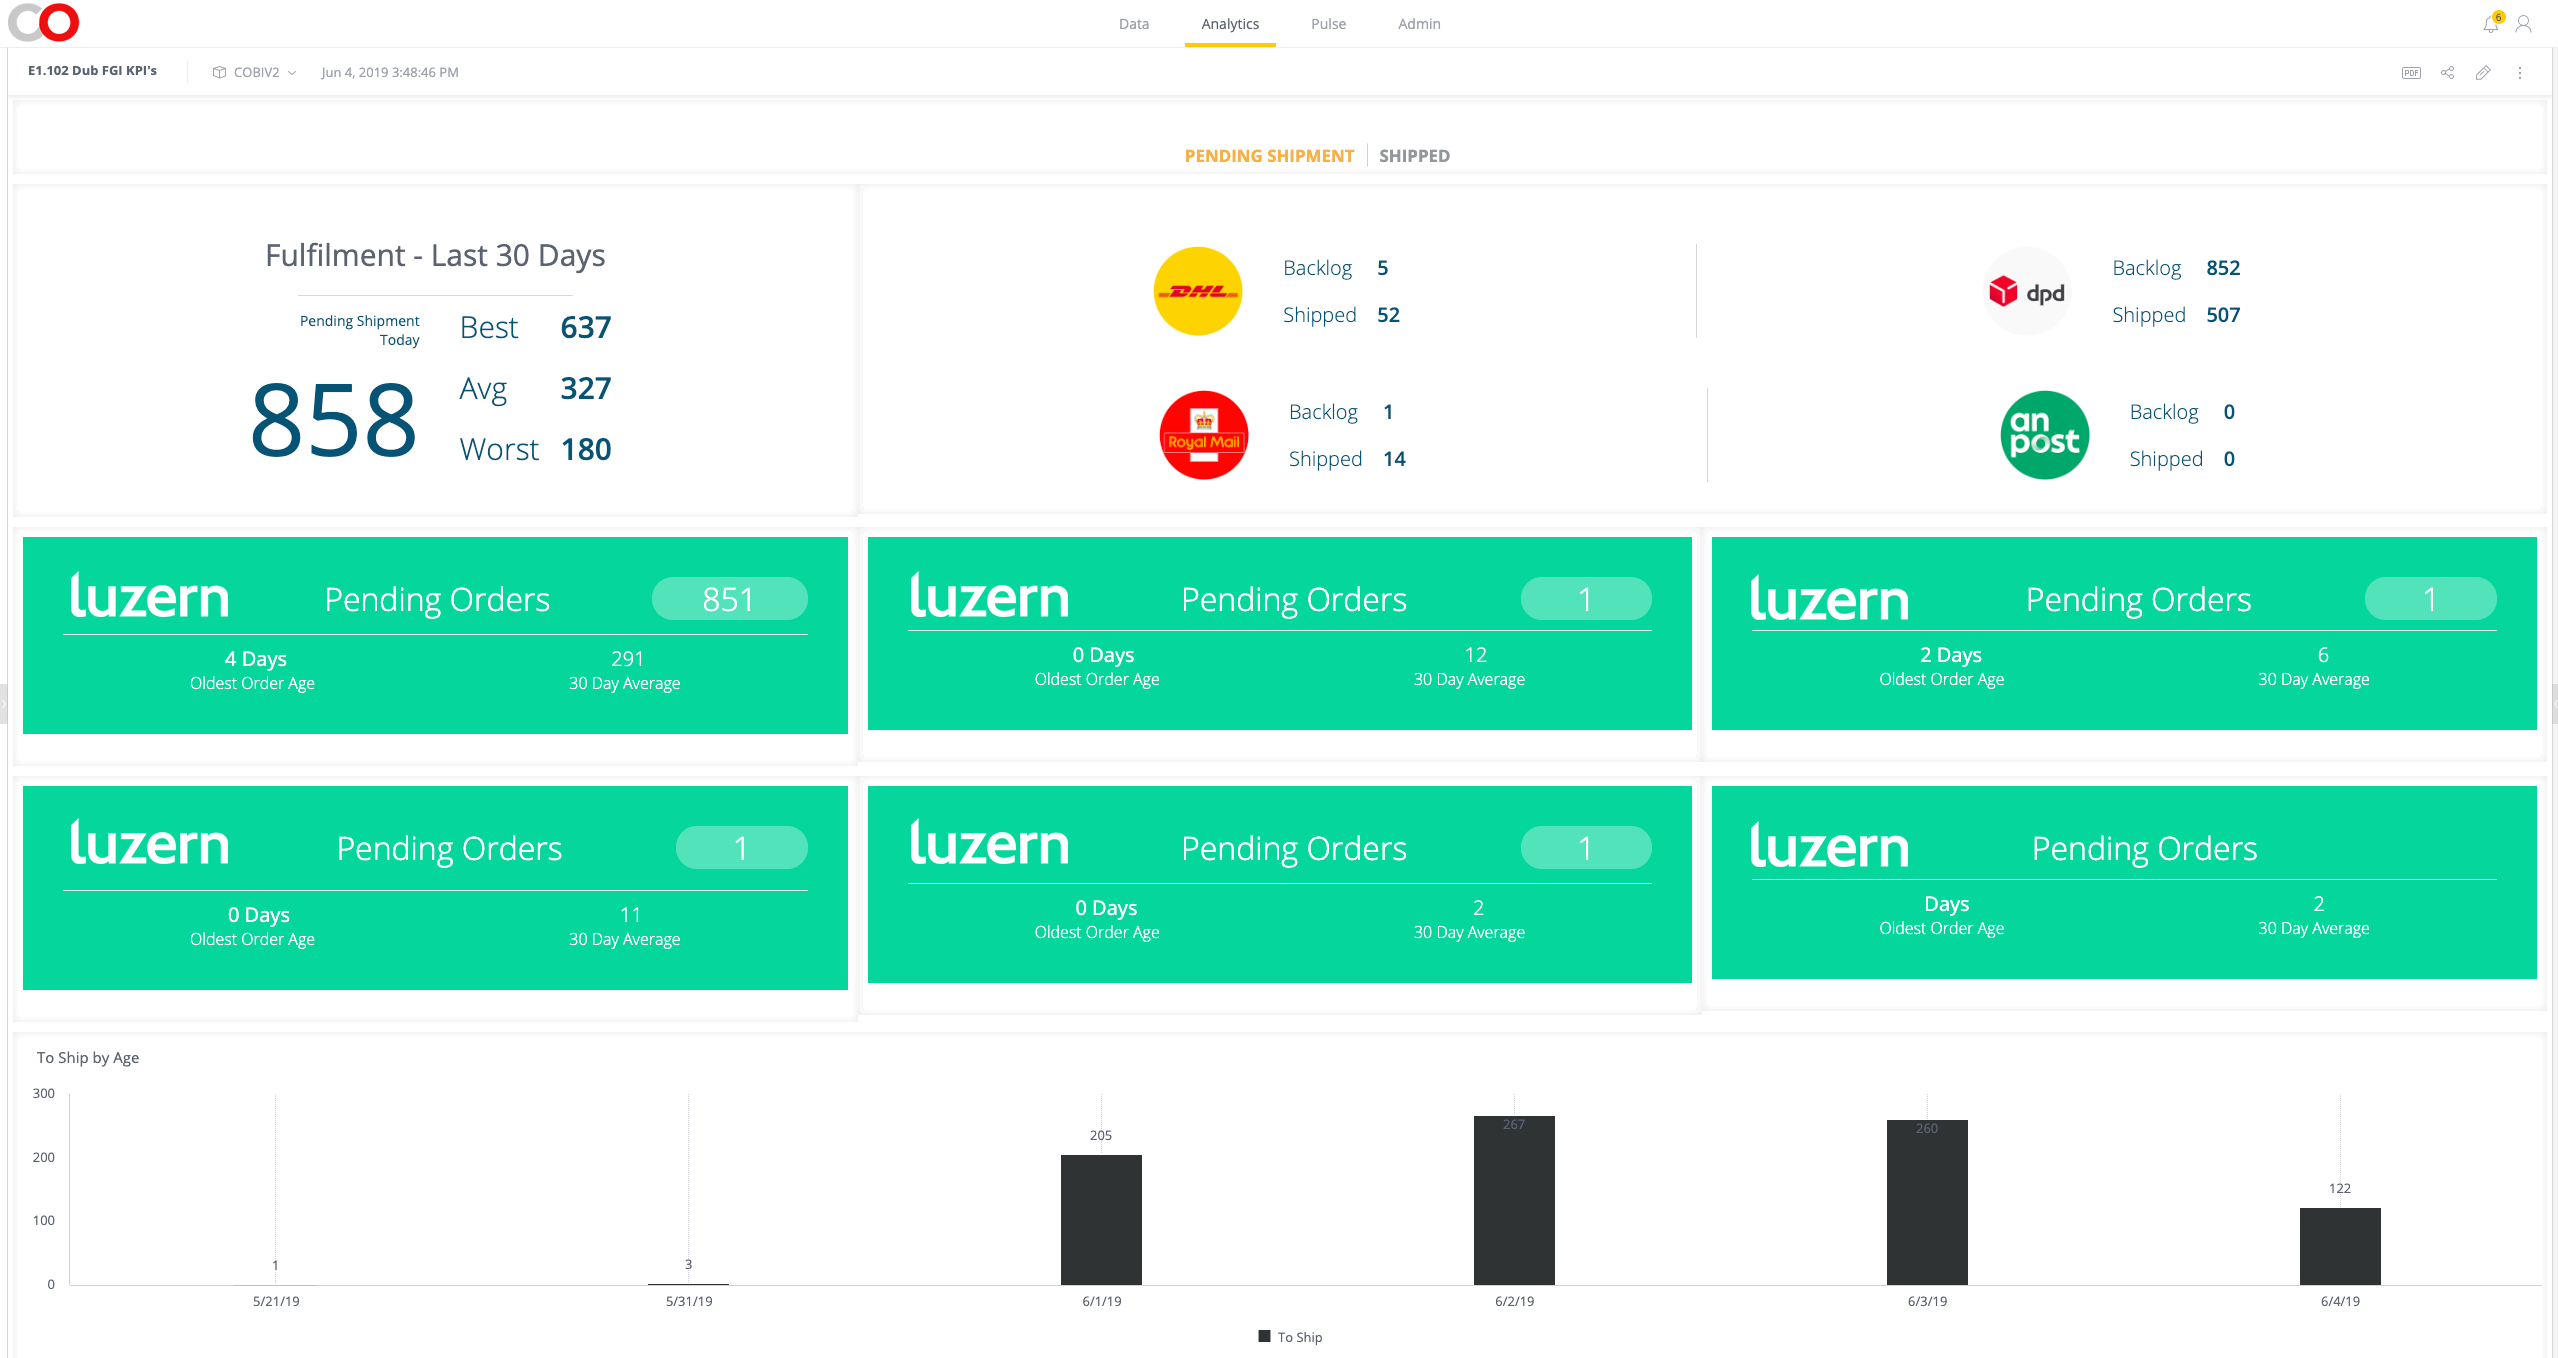 Data Analytics Pulse Admin
6
E1.102 Dub FGI KPI's COBIV2 Jun 4, 2019 3:48:46 PM
PDF
PENDING SHIPMENT SHIPPED
Fulfilment - Last 30 Days
Pending Shipment
Today
858
Best 637
Avg 327
Worst 180
DHL
Backlog 5
Shipped 52
dpd
Backlog 852
Shipped 507
Royal Mail
Backlog 1
Shipped 14
an
post
Backlog 0
Shipped 0
luzern Pending Orders 851
4 Days 291
Oldest Order Age 30 Day Average
luzern Pending Orders 1
0 Days 12
Oldest Order Age 30 Day Average
luzern Pending Orders 1
2 Days 6
Oldest Order Age 30 Day Average
luzern Pending Orders 1
0 Days 11
Oldest Order Age 30 Day Average
luzern Pending Orders 1
0 Days 2
Oldest Order Age 30 Day Average
luzern Pending Orders
Days 2
Oldest Order Age 30 Day Average
To Ship by Age
300
200
100
0
1 3 205 267 260 122
5/21/19 5/31/19 6/1/19 6/2/19 6/3/19 6/4/19
To Ship